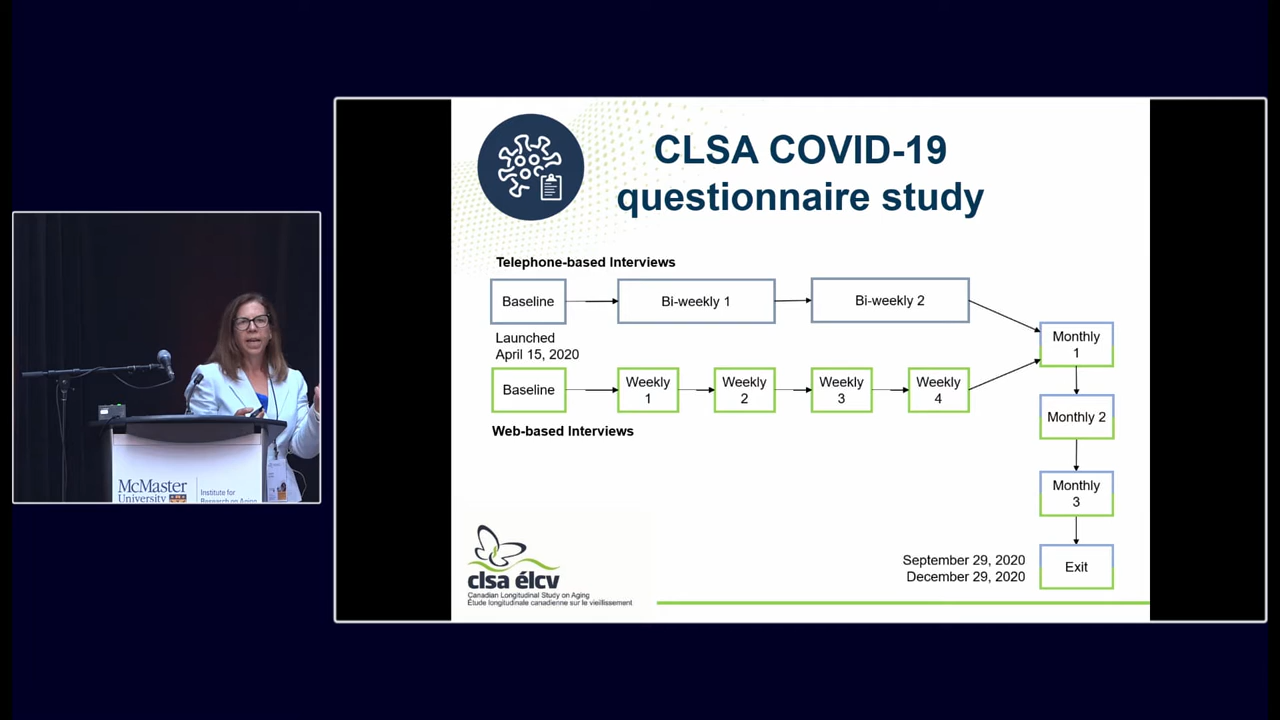 CLSA COVID-19
questionnaire study
Telephone-based Interviews
Baseline
Bi-weekly 1
Bi-weekly 2
Launched
April 15, 2020
Baseline
Weekly
1
Weekly
2
Weekly
3
Weekly
4
Web-based Interviews
Monthly
1
Monthly 2
Monthly
3
September 29, 2020
December 29, 2020
Exit
clsa élcv
Canadian Longitudinal Study on Aging
Étude longitudinale canadienne sur le vieillissement
McMaster
University
Institute for
Research on Aging